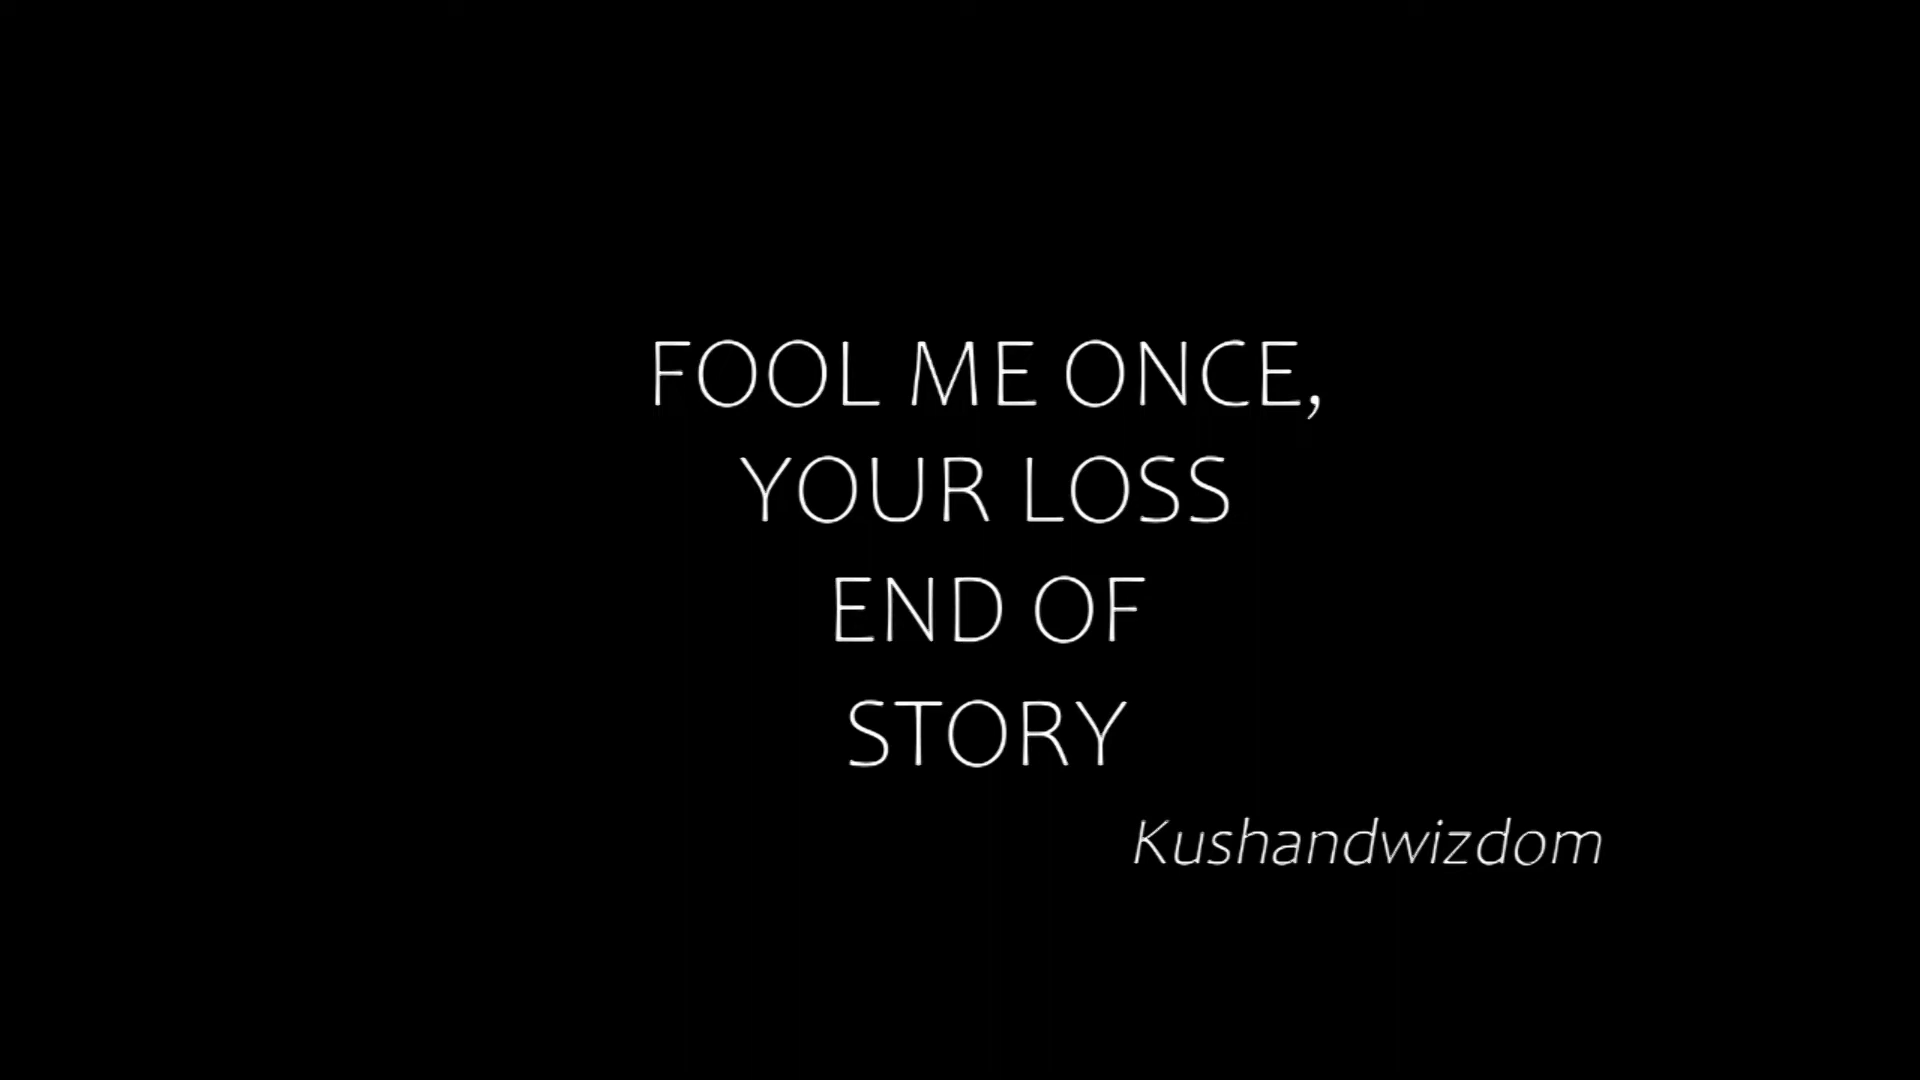 FOOL ME ONCE,
YOUR LOSS
END OF
STORY
Kushandwizdom